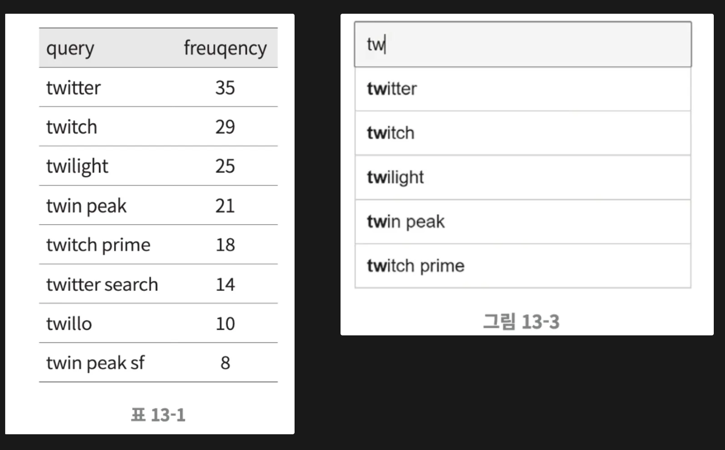 query freuqency
twitter 35
twitch 29
twilight 25
twin peak 21
twitch prime 18
twitter search 14
twillo 10
twin peak sf 8
표 13-1
tw
twitter
twitch
twilight
twin peak
twitch prime
그림 13-3